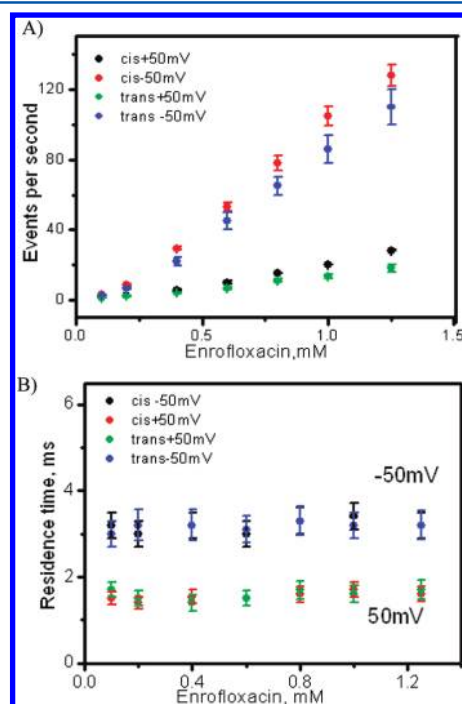 A)
cis+50mV
cis-50mV
trans+50mV
trans -50mV
120
80
40
0
Events per second
0.0 0.5 1.0 1.5
Enrofloxacin,mM
B)
cis -50mV
cis+50mV
trans+50mV
trans-50mV
-50mV
50mV
6
4
2
0
Residence time, ms
0.0 0.4 0.8 1.2
Enrofloxacin, mM